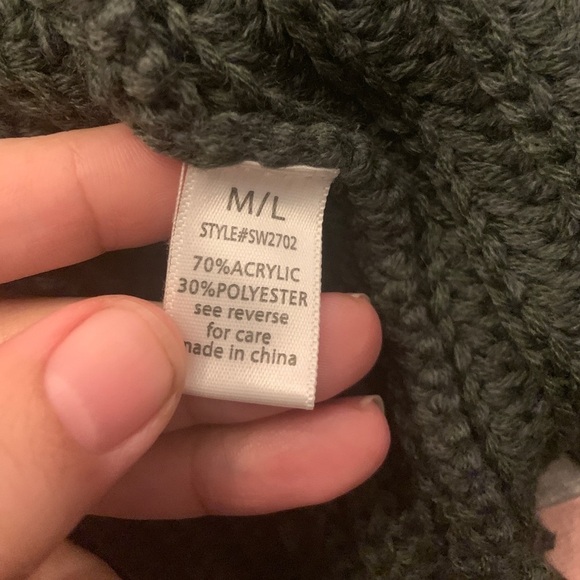 M/L
STYLE#SW2702
70%ACRYLIC
30%POLYESTER
see reverse
for care
made in china